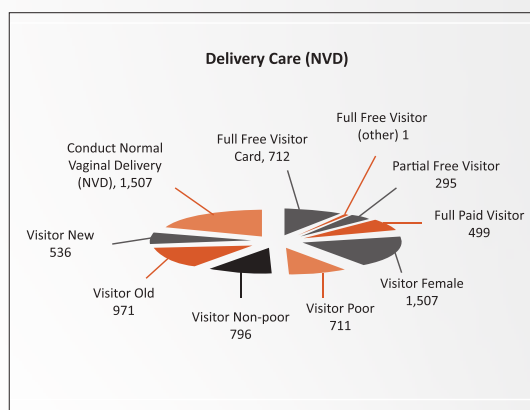 Delivery Care (NVD)
Full Free Visitor
(other) 1
Full Free Visitor
Card, 712
Conduct Normal
Vaginal Delivery
(NVD), 1,507
Partial Free Visitor
295
Full Paid Visitor
499
Visitor New
536
Visitor Female
1,507
Visitor Old
971
Visitor Non-poor
796
Visitor Poor
711